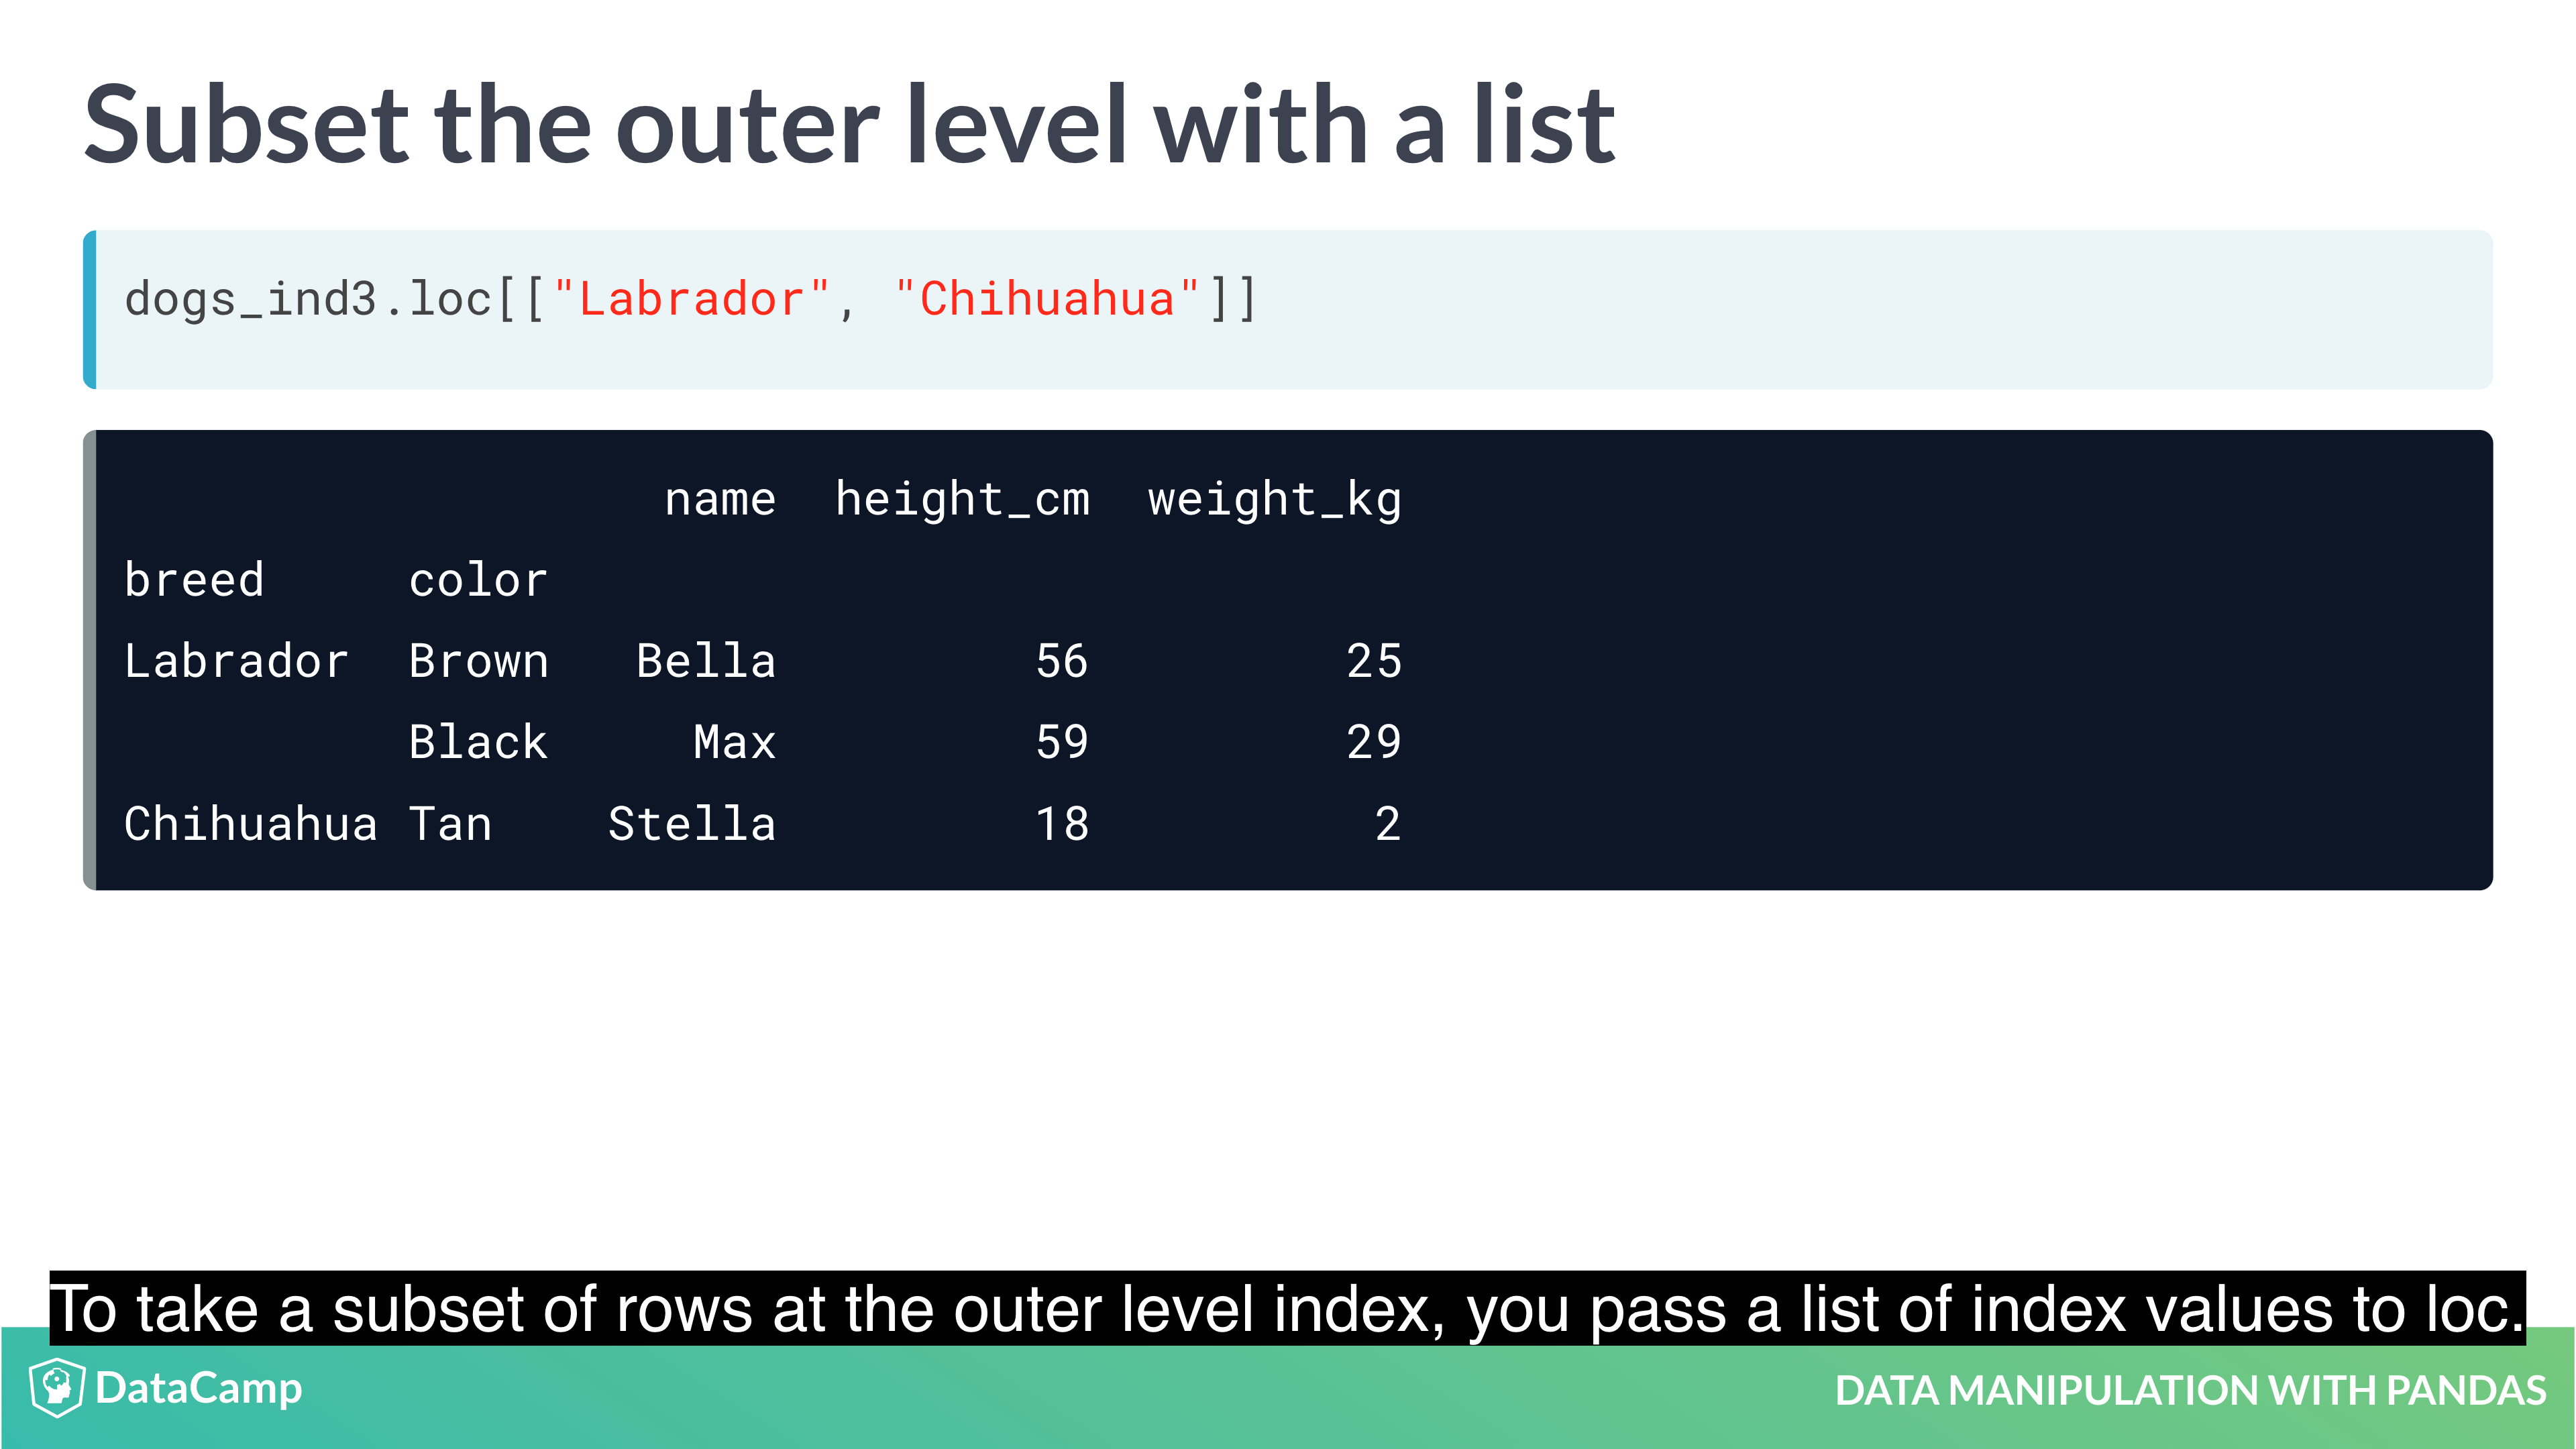 Subset the outer level with a list
dogs_ind3.loc[["Labrador", "Chihuahua"]]
name height_cm weight_kg
breed color
Labrador Brown Bella 56 25
Black Max 59 29
Chihuahua Tan Stella 18 2
To take a subset of rows at the outer level index, you pass a list of index values to loc.
DataCamp
DATA MANIPULATION WITH PANDAS